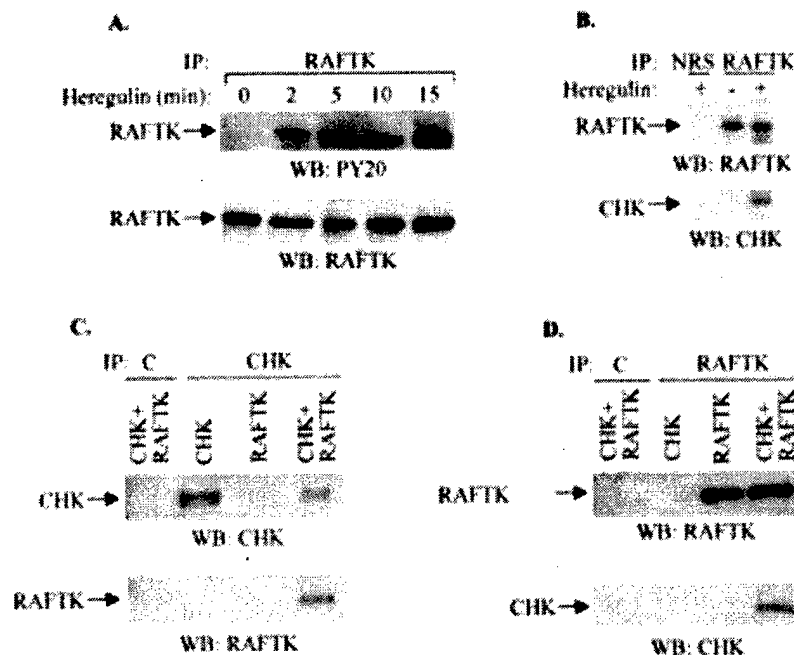 A.
IP: RAFTK
Heregulin (min): 0 2 5 10 15
RAFTK
WB: PY20
RAFTK
WB: RAFTK
B.
IP: NRS RAFTK
Heregulin: + - +
RAFTK
WB: RAFTK
CHK
WB: CHK
C.
IP: C CHK
CHK+ RAFTK CHK RAFTK CHK+ RAFTK
CHK
WB: CHK
RAFTK
WB: RAFTK
D.
IP: C RAFTK
CHK+ RAFTK CHK RAFTK CHK+ RAFTK
RAFTK
WB: RAFTK
CHK
WB: CHK